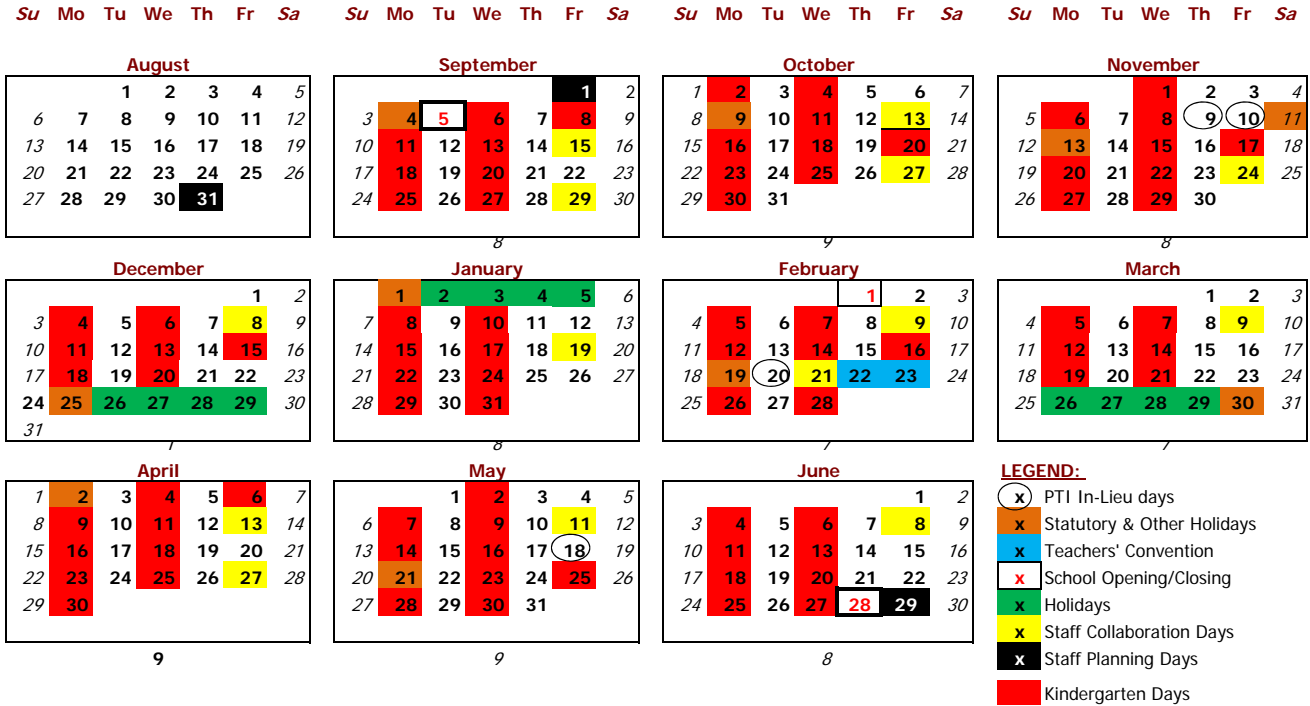 Su Mo Tu We Th Fr Sa Su Mo Tu We Th Fr Sa Su Mo Tu We Th Fr Sa Su Mo Tu We Th Fr Sa
August September October November
1 2 3 4 5 1 2 1 2 3 4 5 6 7 1 2 3 4
6 7 8 9 10 11 12 3 4 5 6 7 8 9 8 9 10 11 12 13 14 5 6 7 8 9 10 11
13 14 15 16 17 18 19 10 11 12 13 14 15 16 15 16 17 18 19 20 21 12 13 14 15 16 17 18
20 21 22 23 24 25 26 17 18 19 20 21 22 23 22 23 24 25 26 27 28 19 20 21 22 23 24 25
27 28 29 30 31 24 25 26 27 28 29 30 29 30 31 26 27 28 29 30
8 9 8
December January February March
1 2 1 2 3 4 5 6 1 2 3 1 2 3
3 4 5 6 7 8 9 7 8 9 10 11 12 13 4 5 6 7 8 9 10 4 5 6 7 8 9 10
10 11 12 13 14 15 16 14 15 16 17 18 19 20 11 12 13 14 15 16 17 11 12 13 14 15 16 17
17 18 19 20 21 22 23 21 22 23 24 25 26 27 18 19 20 21 22 23 24 18 19 20 21 22 23 24
24 25 26 27 28 29 30 28 29 30 31 25 26 27 28 25 26 27 28 29 30 31
31
8 7 7
April May June LEGEND:
1 2 3 4 5 6 7 1 2 3 4 5 1 2 x PTI In-Lieu days
8 9 10 11 12 13 14 6 7 8 9 10 11 12 3 4 5 6 7 8 9 x Statutory & Other Holidays
15 16 17 18 19 20 21 13 14 15 16 17 18 19 10 11 12 13 14 15 16 x Teachers' Convention
22 23 24 25 26 27 28 20 21 22 23 24 25 26 17 18 19 20 21 22 23 x School Opening/Closing
29 30 27 28 29 30 31 24 25 26 27 28 29 30 x Holidays
x Staff Collaboration Days
9 9 8 x Staff Planning Days
Kindergarten Days